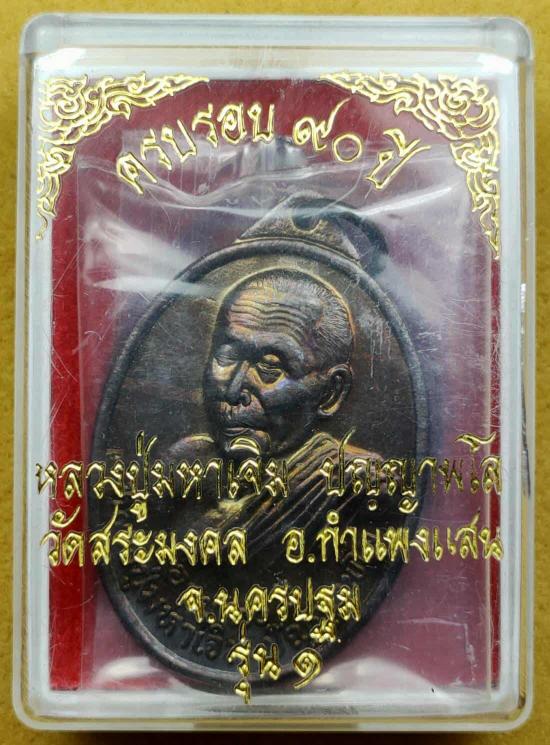 ครบรอบ ๙๐ ปี
หลวงปู่มหาเจิม ปญฺญาพโล
วัดสระมงคล อ.กำแพงแสน
จ.นครปฐม
รุ่น ๑